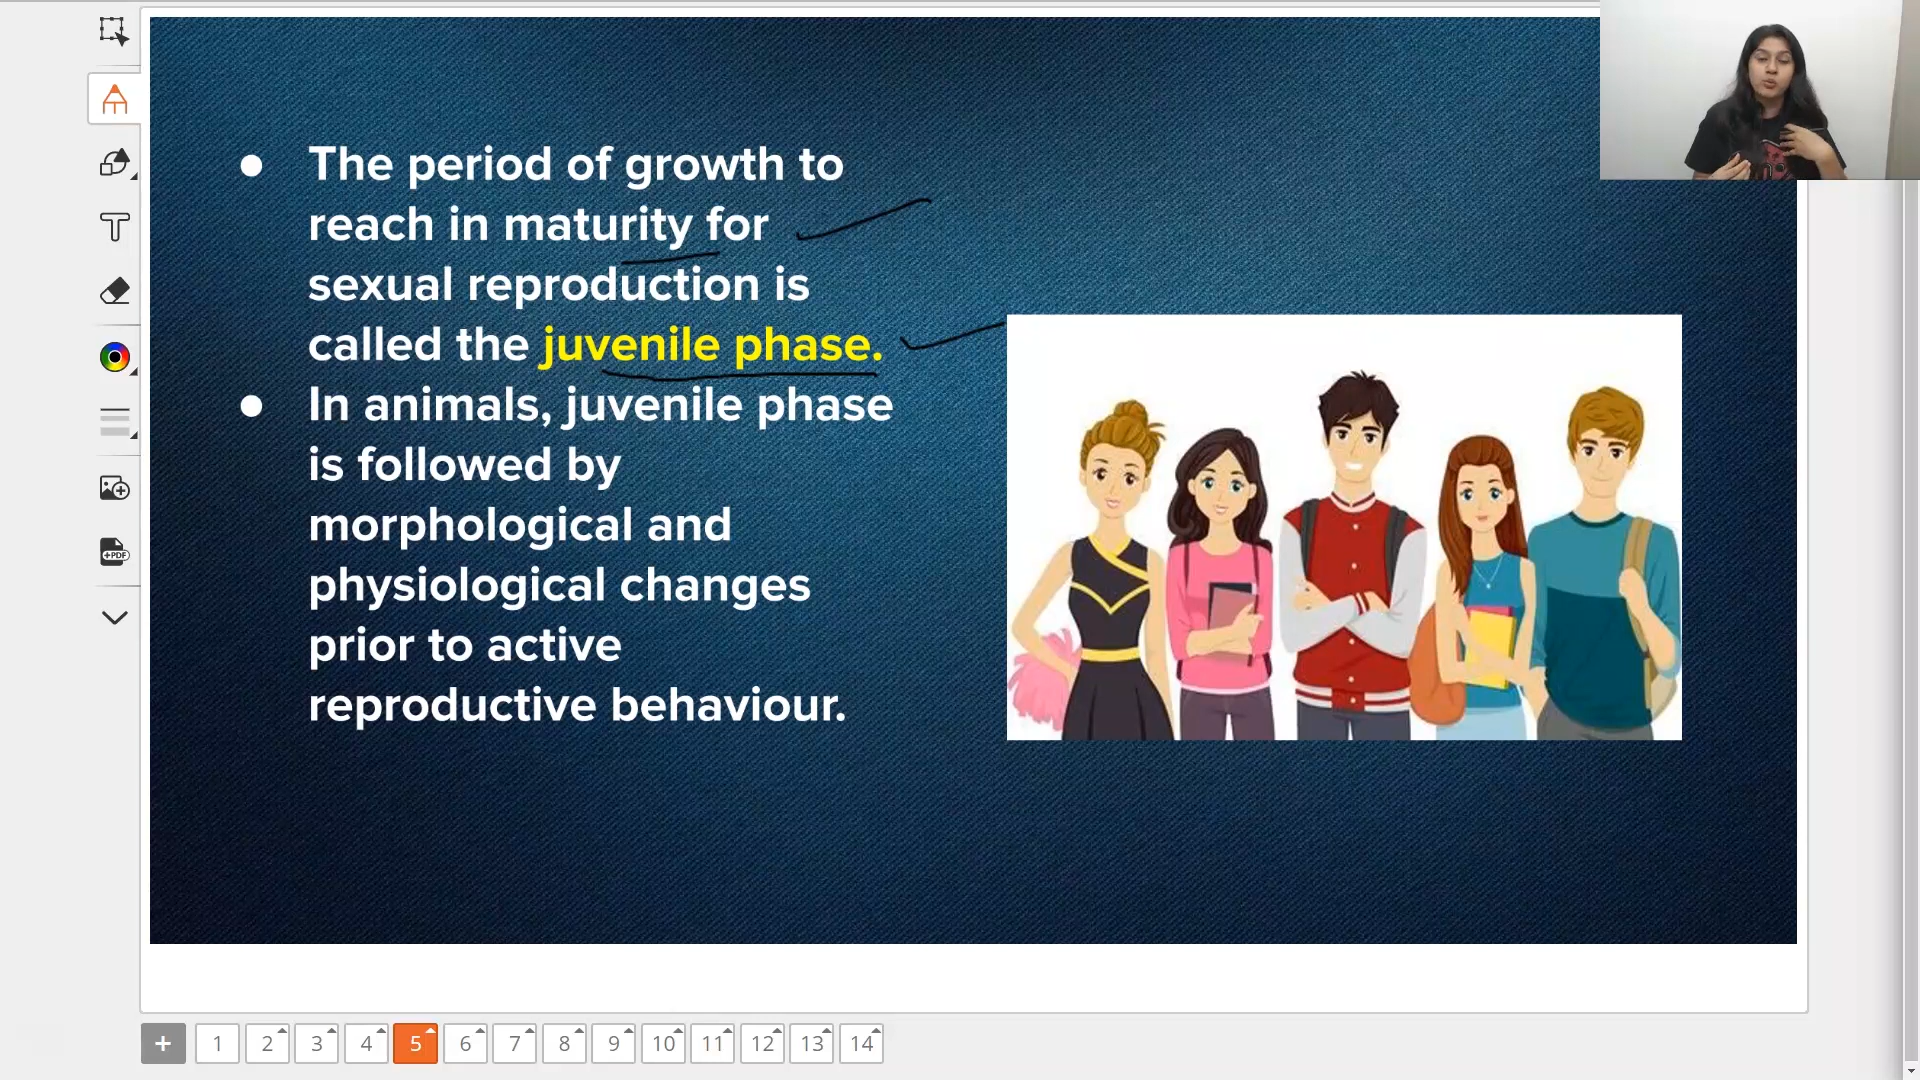 ● The period of growth to
reach in maturity for
sexual reproduction is
called the juvenile phase.
● In animals, juvenile phase
is followed by
morphological and
physiological changes
prior to active
reproductive behaviour.
T
+PDF
+ 1 2 3 4 5 6 7 8 9 10 11 12 13 14